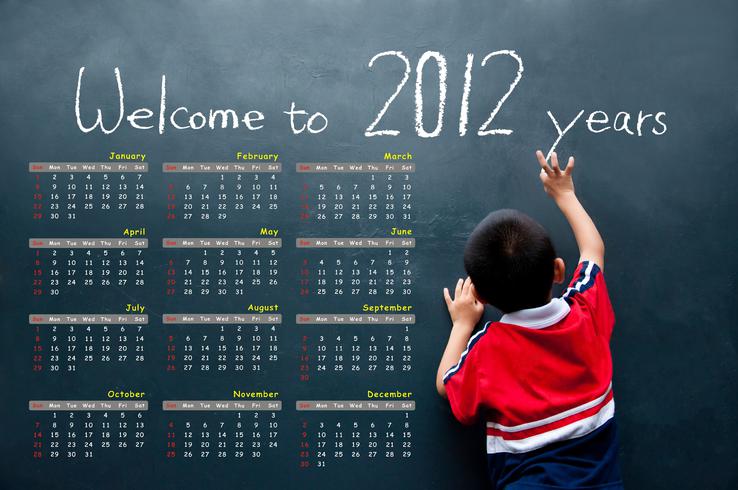 Welcome to 2012 years
January
Sun Mon Tue Wed Thu Fri Sat
1 2 3 4 5 6 7
8 9 10 11 12 13 14
15 16 17 18 19 20 21
22 23 24 25 26 27 28
29 30 31
February
Sun Mon Tue Wed Thu Fri Sat
1 2 3 4
5 6 7 8 9 10 11
12 13 14 15 16 17 18
19 20 21 22 23 24 25
26 27 28 29
March
Sun Mon Tue Wed Thu Fri Sat
1 2 3
4 5 6 7 8 9 10
11 12 13 14 15 16 17
18 19 20 21 22 23 24
25 26 27 28 29 30 31
April
Sun Mon Tue Wed Thu Fri Sat
1 2 3 4 5 6 7
8 9 10 11 12 13 14
15 16 17 18 19 20 21
22 23 24 25 26 27 28
29 30
May
Sun Mon Tue Wed Thu Fri Sat
1 2 3 4 5
6 7 8 9 10 11 12
13 14 15 16 17 18 19
20 21 22 23 24 25 26
27 28 29 30 31
June
Sun Mon Tue Wed Thu Fri Sat
1 2
3 4 5 6 7 8 9
10 11 12 13 14 15 16
17 18 19 20 21 22 23
24 25 26 27 28 29 30
July
Sun Mon Tue Wed Thu Fri Sat
1 2 3 4 5 6 7
8 9 10 11 12 13 14
15 16 17 18 19 20 21
22 23 24 25 26 27 28
29 30 31
August
Sun Mon Tue Wed Thu Fri Sat
1 2 3 4
5 6 7 8 9 10 11
12 13 14 15 16 17 18
19 20 21 22 23 24 25
26 27 28 29 30 31
September
Sun Mon Tue Wed Thu Fri Sat
1
2 3 4 5 6 7 8
9 10 11 12 13 14 15
16 17 18 19 20 21 22
23 24 25 26 27 28 29
30
October
Sun Mon Tue Wed Thu Fri Sat
1 2 3 4 5 6
7 8 9 10 11 12 13
14 15 16 17 18 19 20
21 22 23 24 25 26 27
28 29 30 31
November
Sun Mon Tue Wed Thu Fri Sat
1 2 3
4 5 6 7 8 9 10
11 12 13 14 15 16 17
18 19 20 21 22 23 24
25 26 27 28 29 30
December
Sun Mon Tue Wed Thu Fri Sat
1
2 3 4 5 6 7 8
9 10 11 12 13 14 15
16 17 18 19 20 21 22
23 24 25 26 27 28 29
30 31